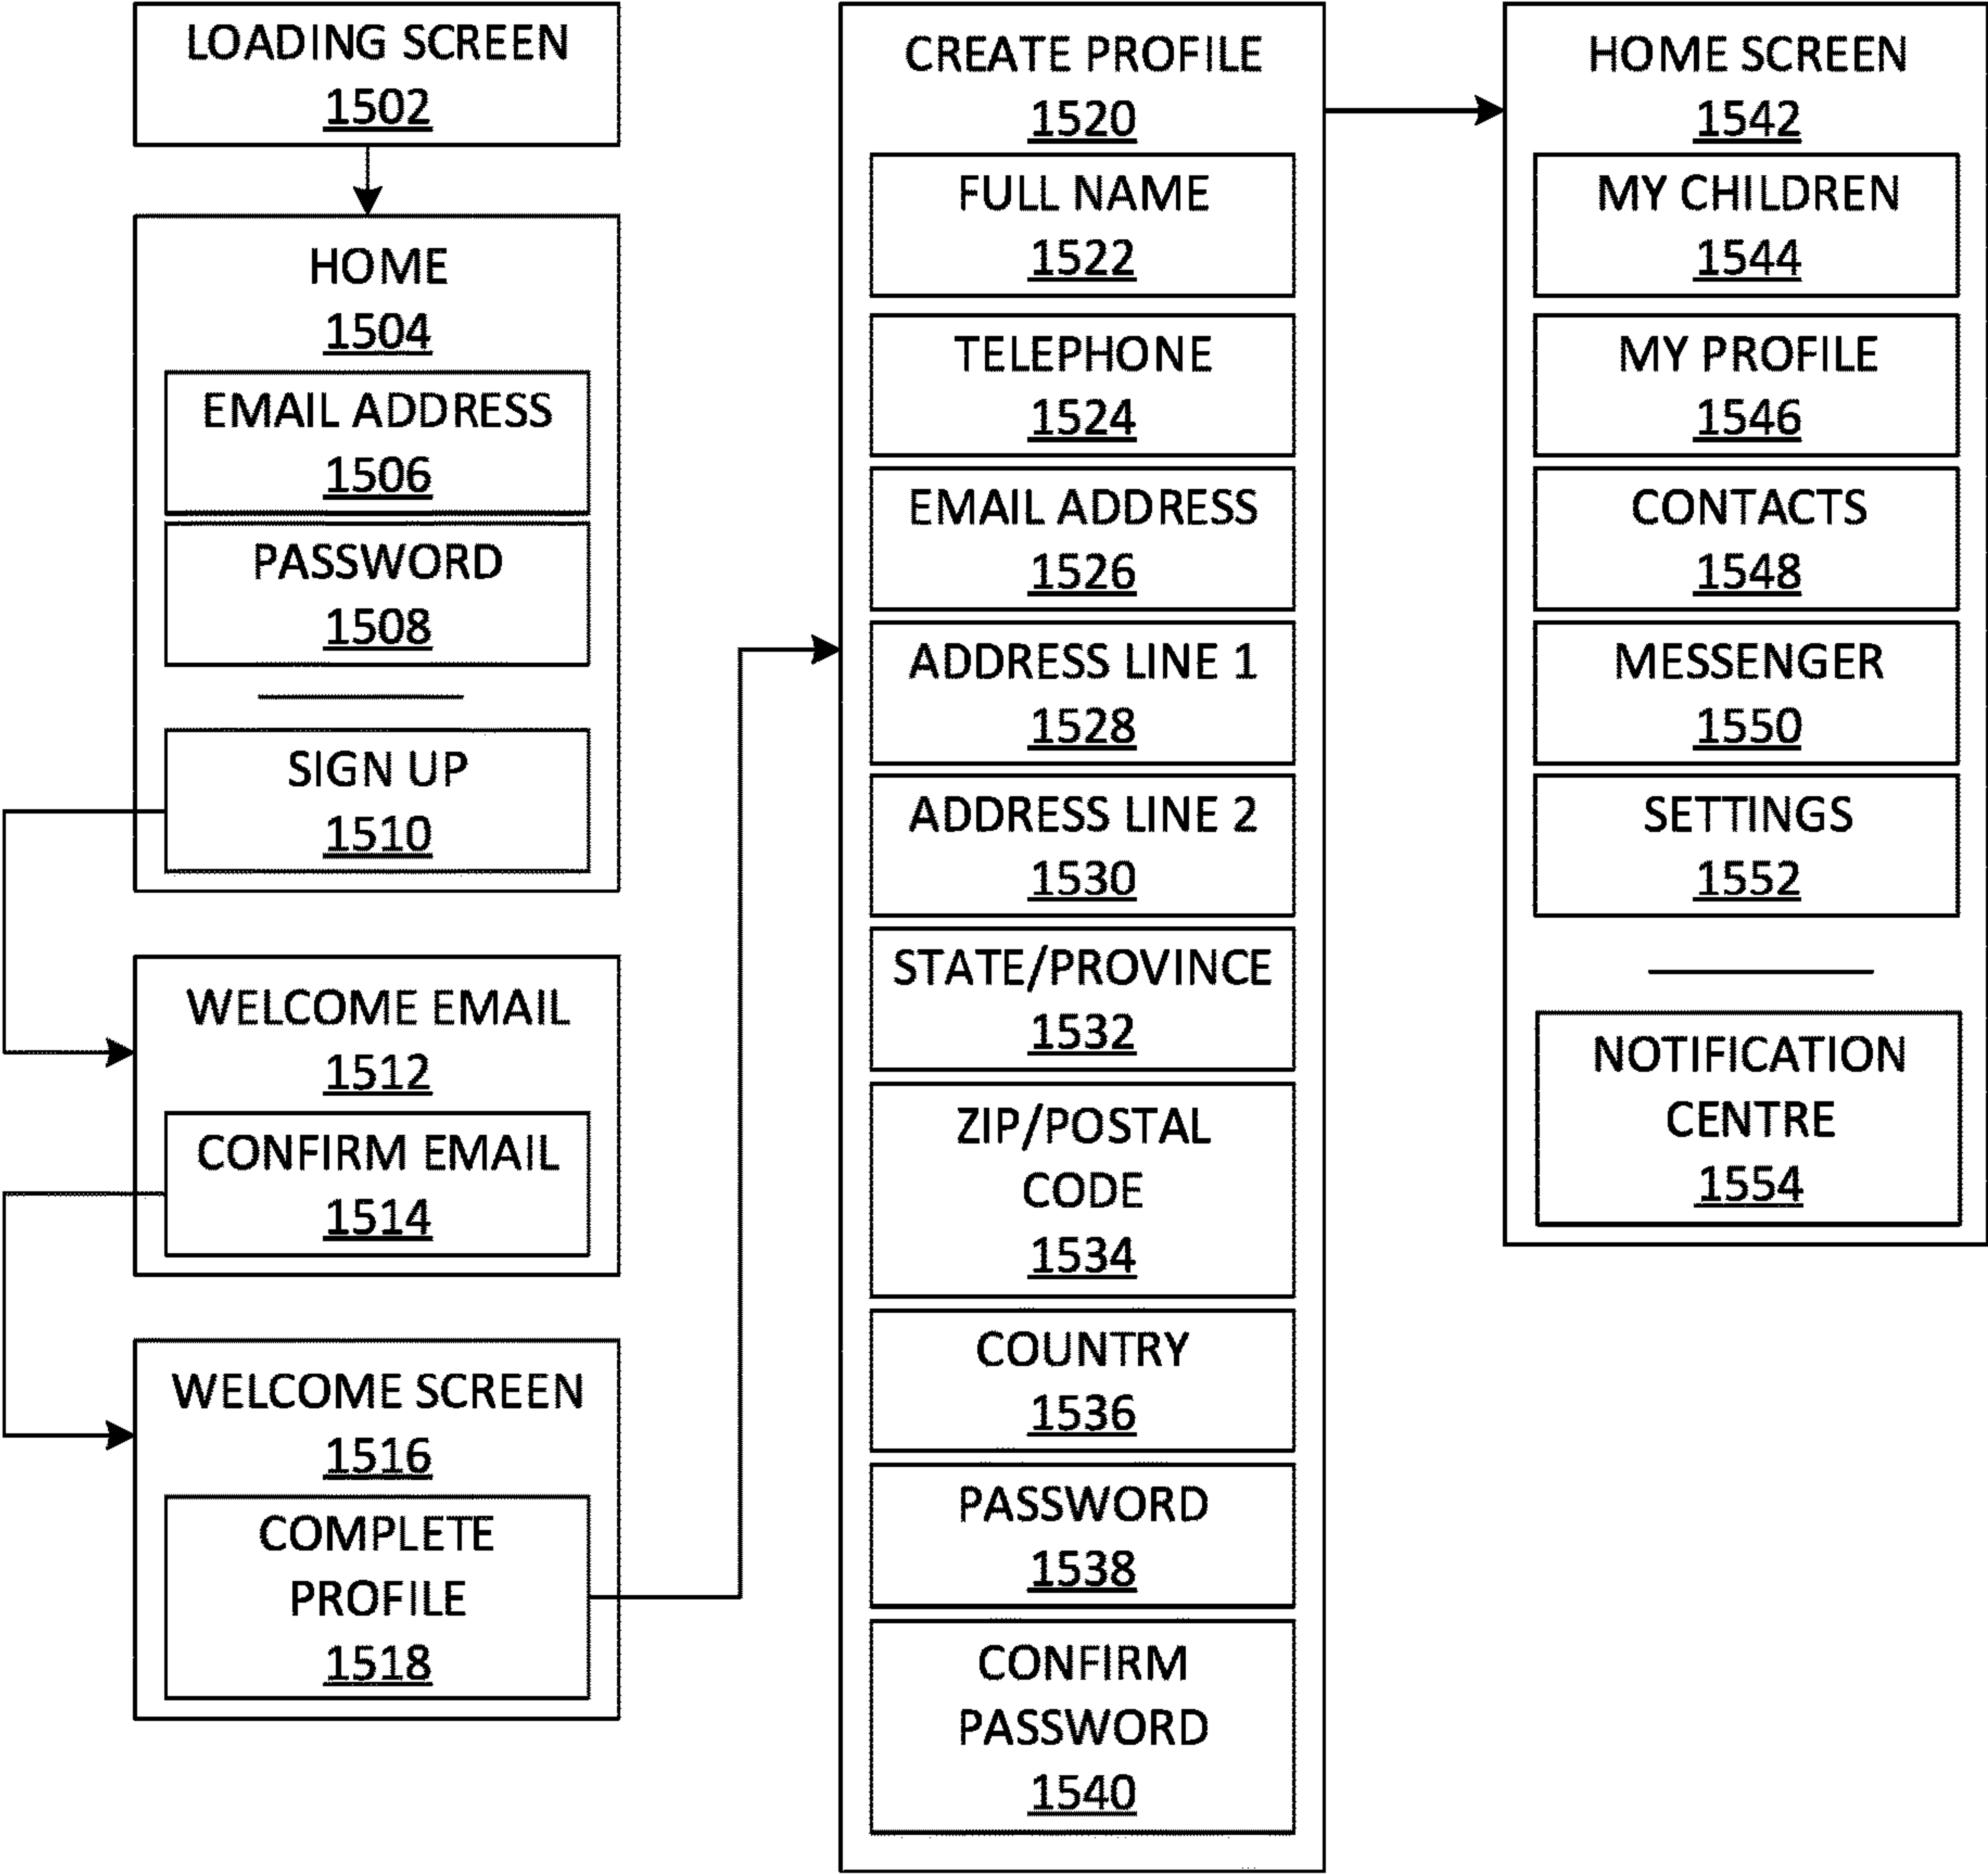 LOADING SCREEN
1502
HOME
1504
EMAIL ADDRESS
1506
PASSWORD
1508
SIGN UP
1510
WELCOME EMAIL
1512
CONFIRM EMAIL
1514
WELCOME SCREEN
1516
COMPLETE
PROFILE
1518
CREATE PROFILE
1520
FULL NAME
1522
TELEPHONE
1524
EMAIL ADDRESS
1526
ADDRESS LINE 1
1528
ADDRESS LINE 2
1530
STATE/PROVINCE
1532
ZIP/POSTAL
CODE
1534
COUNTRY
1536
PASSWORD
1538
CONFIRM
PASSWORD
1540
HOME SCREEN
1542
MY CHILDREN
1544
MY PROFILE
1546
CONTACTS
1548
MESSENGER
1550
SETTINGS
1552
NOTIFICATION
CENTRE
1554